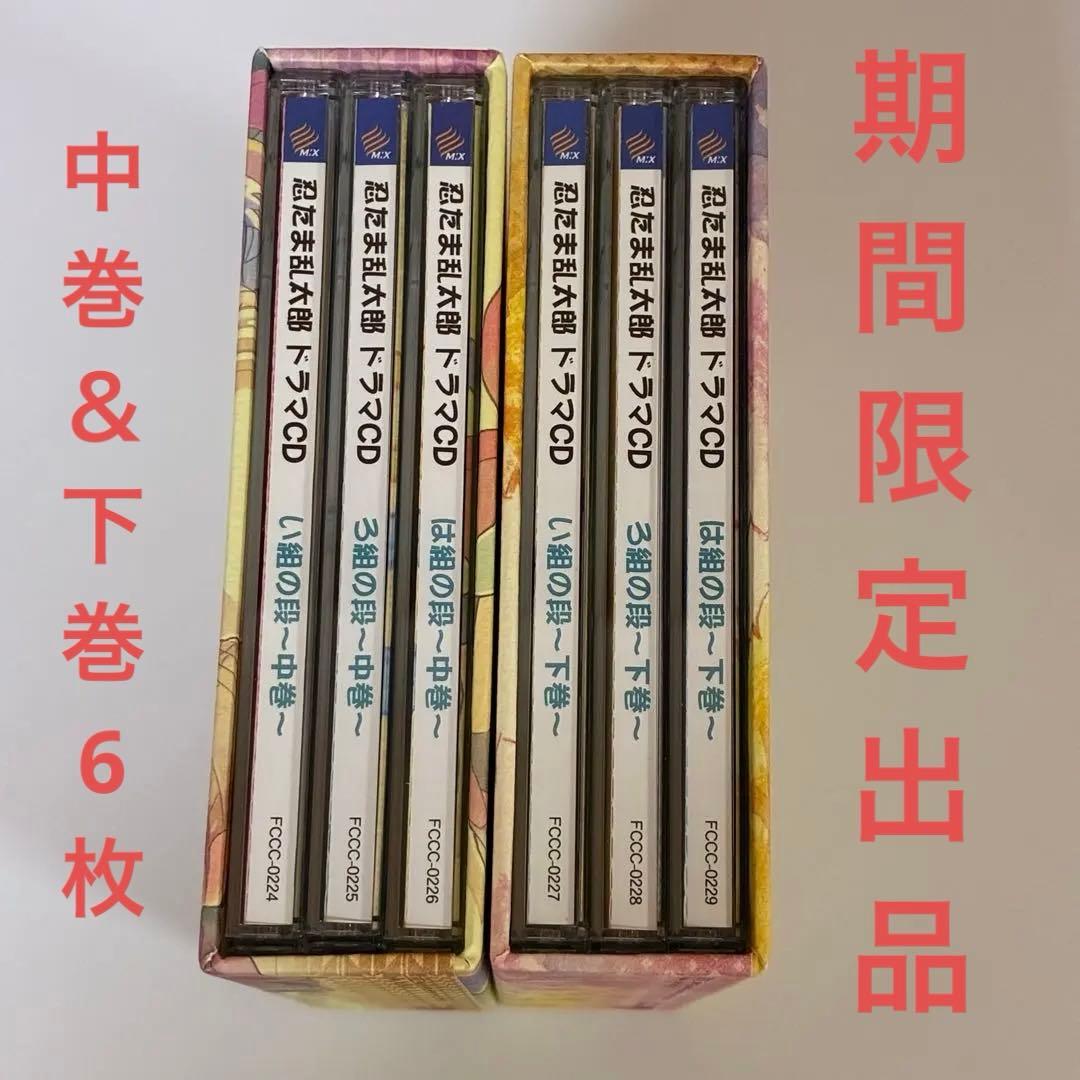 期間限定出品
中巻&下巻6枚
M:X
忍たま乱太郎 ドラマCD い組の段~中巻~ FCCC-0224
M:X
忍たま乱太郎 ドラマCD ろ組の段~中巻~ FCCC-0225
M:X
忍たま乱太郎 ドラマCD は組の段~中巻~ FCCC-0226
M:X
忍たま乱太郎 ドラマCD い組の段~下巻~ FCCC-0227
M:X
忍たま乱太郎 ドラマCD ろ組の段~下巻~ FCCC-0228
M:X
忍たま乱太郎 ドラマCD は組の段~下巻~ FCCC-0229